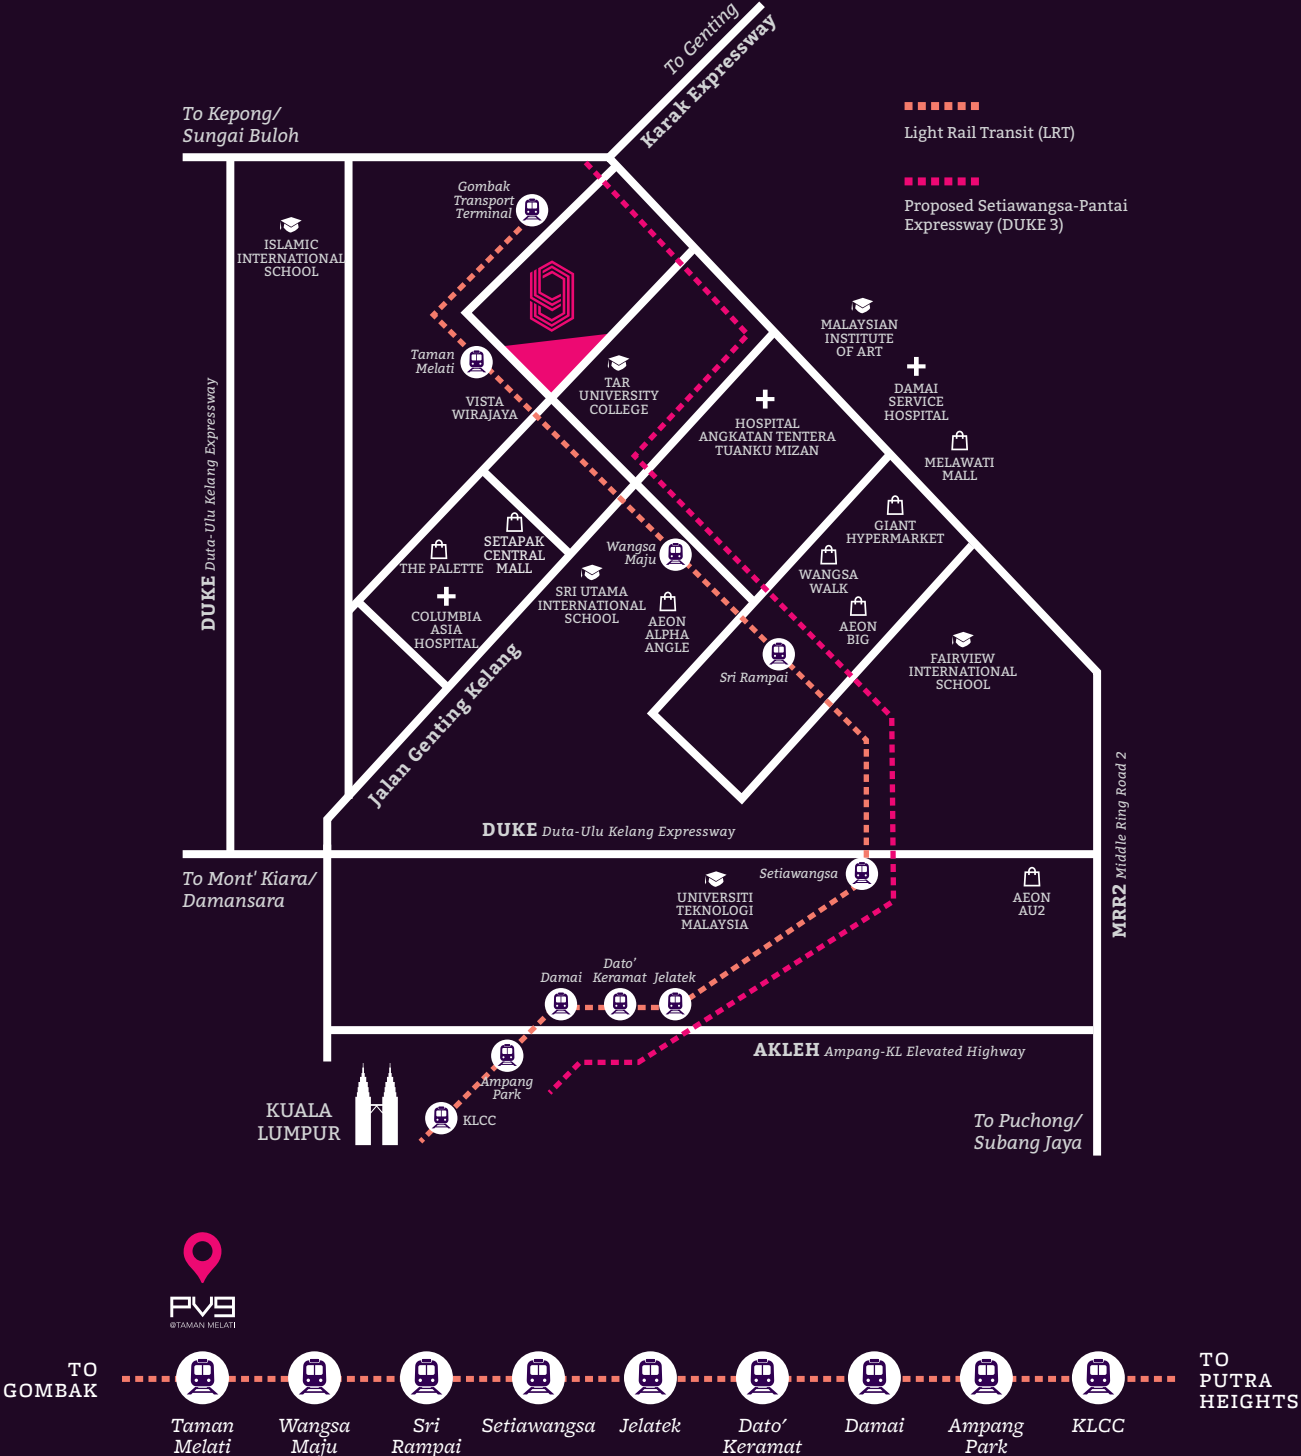 To Genting
Karak Expressway
To Kepong/
Sungai Buloh
Light Rail Transit (LRT)
Proposed Setiawangsa-Pantai
Expressway (DUKE 3)
Gombak
Transport
Terminal
ISLAMIC
INTERNATIONAL
SCHOOL
MALAYSIAN
INSTITUTE
OF ART
Taman
Melati
TAR
UNIVERSITY
COLLEGE
DAMAI
SERVICE
HOSPITAL
VISTA
WIRAJAYA
HOSPITAL
ANGKATAN TENTERA
TUANKU MIZAN
MELAWATI
MALL
DUKE Duta-Ulu Kelang Expressway
GIANT
HYPERMARKET
SETAPAK
CENTRAL
MALL
THE PALETTE
Wangsa
Maju
WANGSA
WALK
SRI UTAMA
INTERNATIONAL
SCHOOL
COLUMBIA
ASIA
HOSPITAL
AEON
ALPHA
ANGLE
AEON
BIG
FAIRVIEW
INTERNATIONAL
SCHOOL
Sri Rampai
Jalan Genting Kelang
DUKE Duta-Ulu Kelang Expressway
MRR2 Middle Ring Road 2
To Mont' Kiara/
Damansara
Setiawangsa
UNIVERSITI
TEKNOLOGI
MALAYSIA
AEON
AU2
Damai
Dato'
Keramat
Jelatek
AKLEH Ampang-KL Elevated Highway
Ampang
Park
KUALA
LUMPUR
KLCC
To Puchong/
Subang Jaya
PV9
@TAMAN MELATI
TO
GOMBAK
Taman
Melati
Wangsa
Maju
Sri
Rampai
Setiawangsa
Jelatek
Dato'
Keramat
Damai
Ampang
Park
KLCC
TO
PUTRA
HEIGHTS